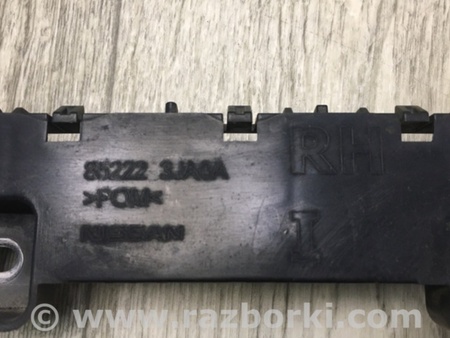 85222 3JA0A
RH
>POM<
NISSAN
I
© www.razborki.com